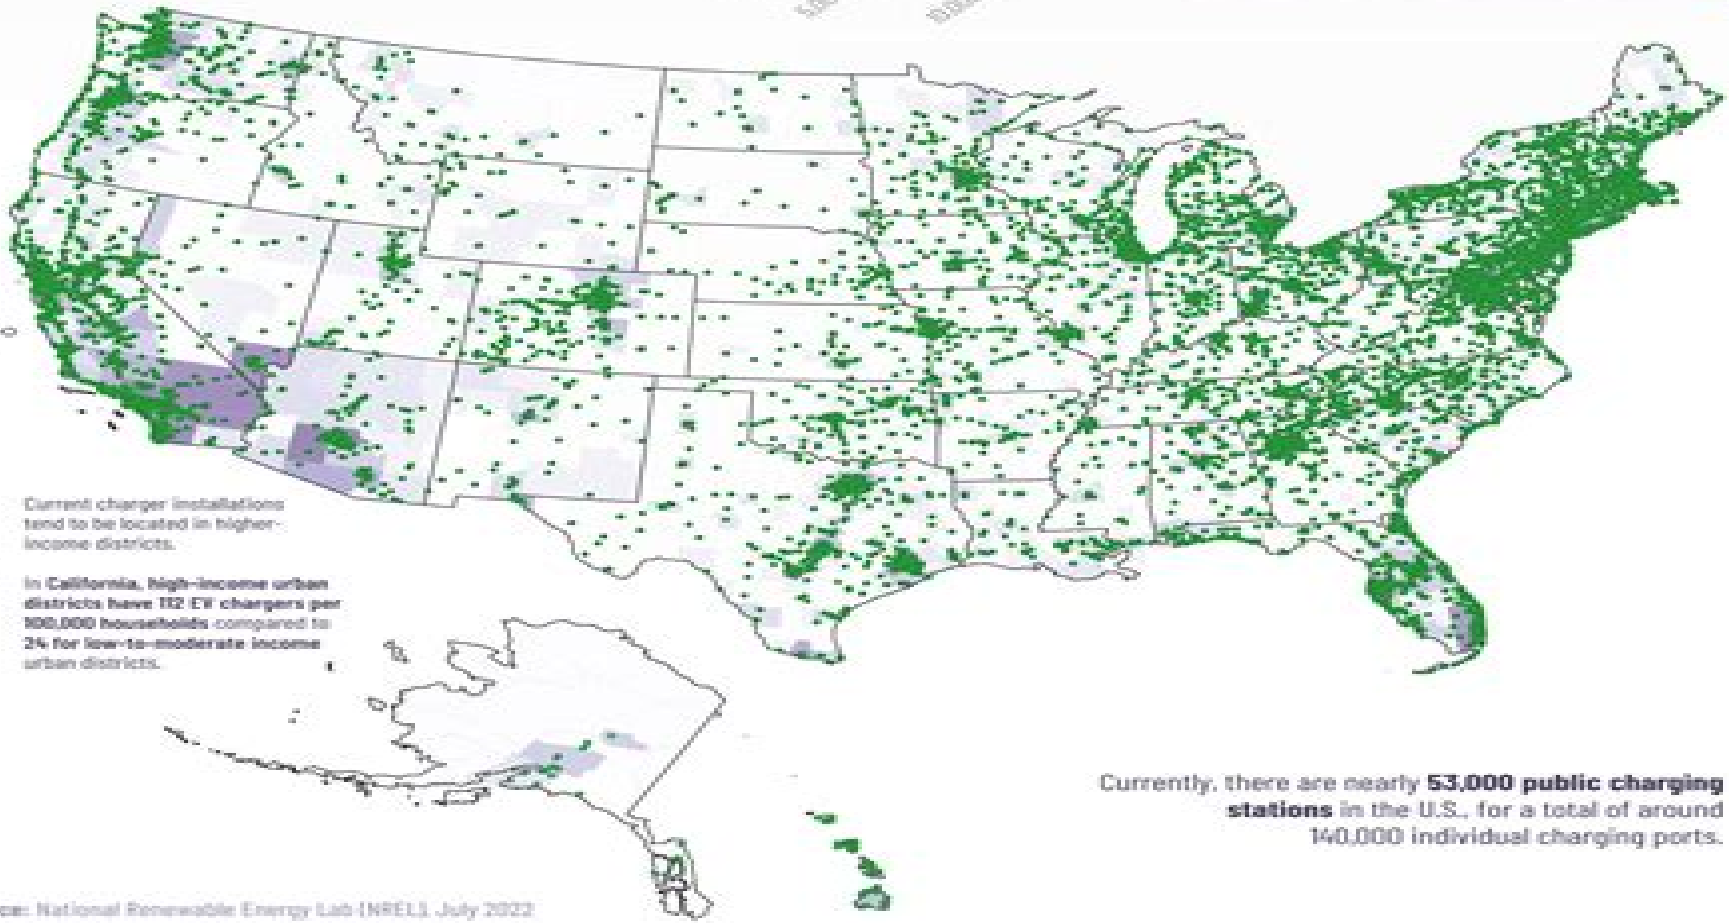 Current charger installations
tend to be located in higher-
income districts.
In California, high-income urban
districts have 112 EV chargers per
100,000 households compared to
24 for low-to-moderate income
urban districts.
Currently, there are nearly 53,000 public charging
stations in the U.S., for a total of around
140,000 individual charging ports.
ce: National Renewable Energy Lab (NREL), July 2022